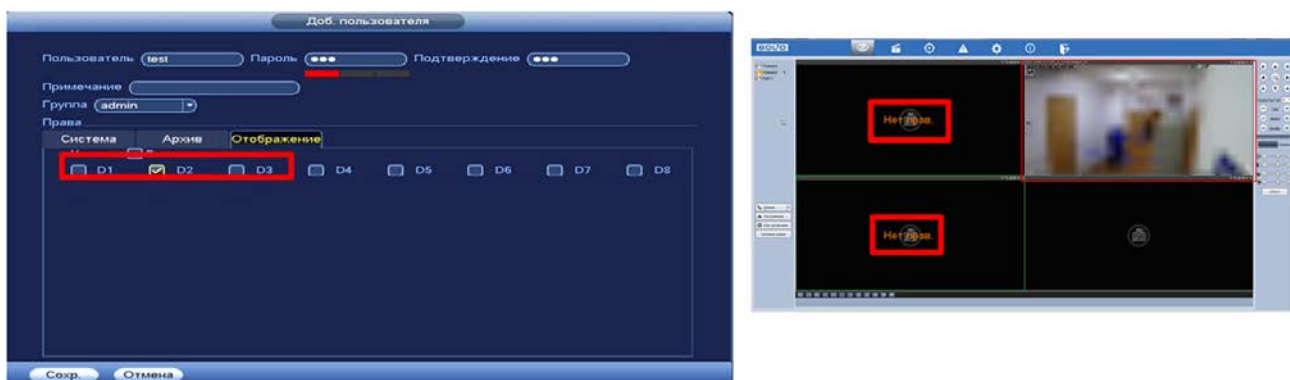 Доб. пользователя
Пользователь test Пароль ●●● Подтверждение ●●●
Примечание
Группа admin
Права
Система Архив Отображение
D1 D2 D3 D4 D5 D6 D7 D8
Сохр. Отмена
BOLID
Нет прав.
Нет прав.